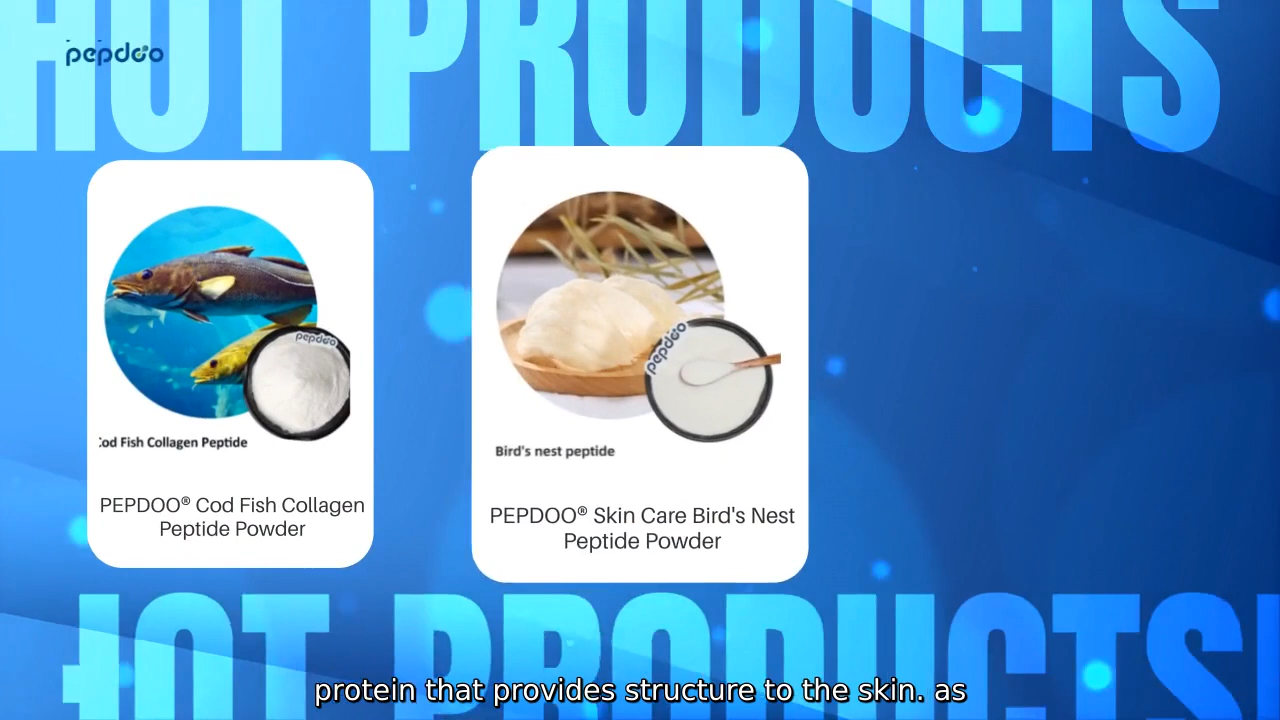 HOT PRODUCTS
pepdoo
pepdoo
Cod Fish Collagen Peptide
PEPDOO® Cod Fish Collagen
Peptide Powder
pepdoo
Bird's nest peptide
PEPDOO® Skin Care Bird's Nest
Peptide Powder
HOT PRODUCTS
protein that provides structure to the skin. as